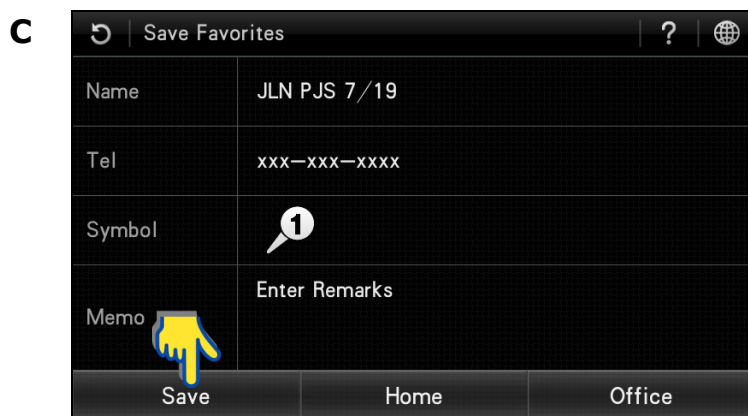 C
Save Favorites ?
Name JLN PJS 7/19
Tel xxx-xxx-xxxx
Symbol 1
Enter Remarks
Memo
Save Home Office